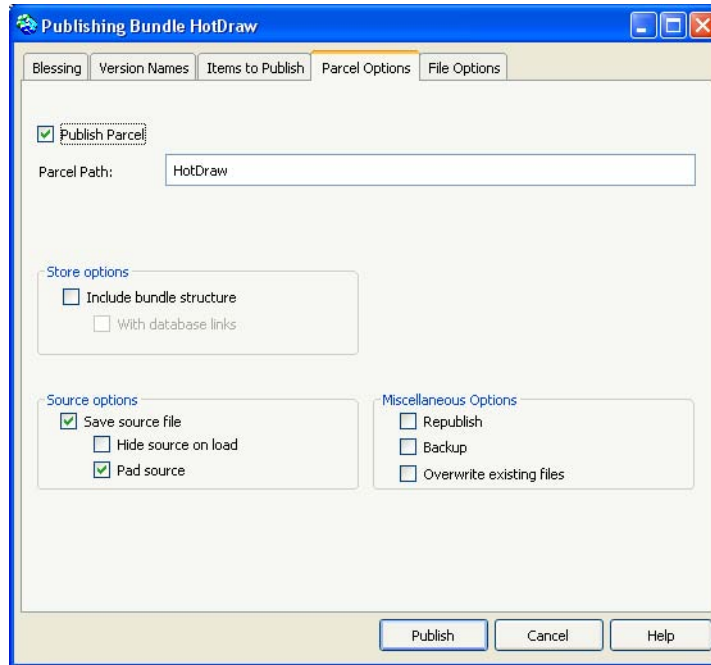 Publishing Bundle HotDraw
Blessing Version Names Items to Publish Parcel Options File Options
Publish Parcel
Parcel Path: HotDraw
Store options
Include bundle structure
With database links
Source options
Save source file
Hide source on load
Pad source
Miscellaneous Options
Republish
Backup
Overwrite existing files
Publish Cancel Help